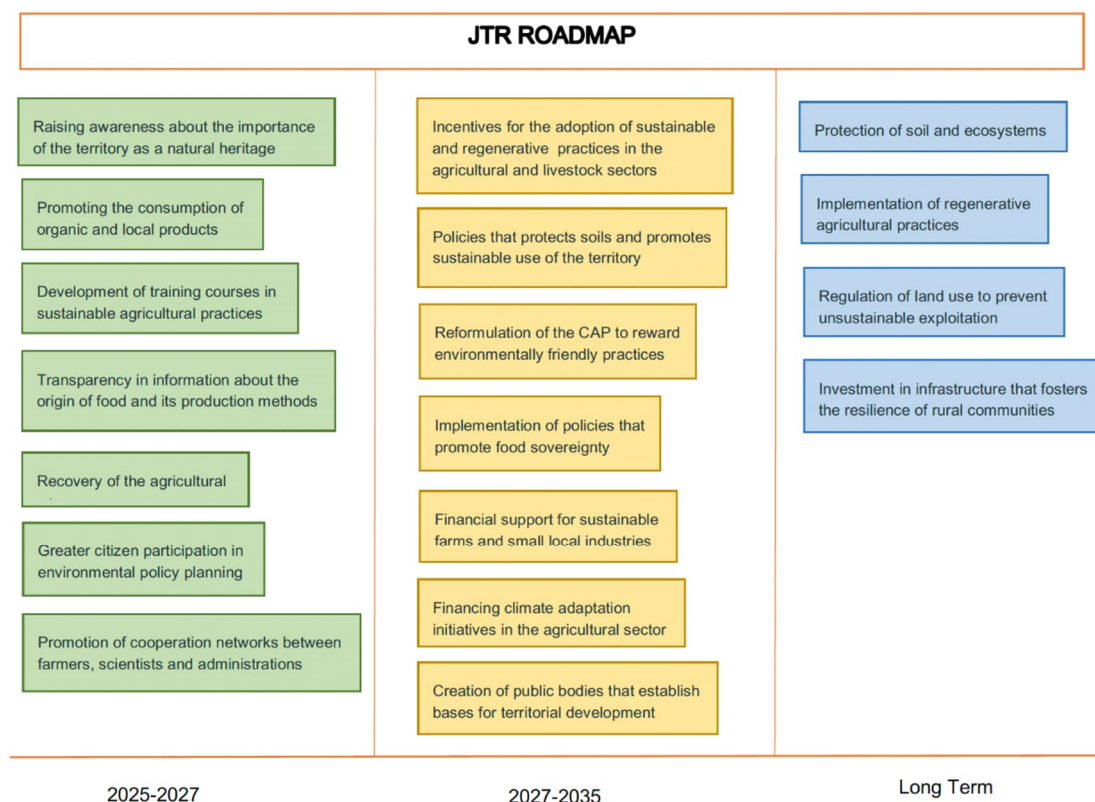 JTR ROADMAP
Raising awareness about the importance
of the territory as a natural heritage
Promoting the consumption of
organic and local products
Development of training courses in
sustainable agricultural practices
Transparency in information about the
origin of food and its production methods
Recovery of the agricultural
Greater citizen participation in
environmental policy planning
Promotion of cooperation networks between
farmers, scientists and administrations
Incentives for the adoption of sustainable
and regenerative practices in the
agricultural and livestock sectors
Policies that protects soils and promotes
sustainable use of the territory
Reformulation of the CAP to reward
environmentally friendly practices
Implementation of policies that
promote food sovereignty
Financial support for sustainable
farms and small local industries
Financing climate adaptation
initiatives in the agricultural sector
Creation of public bodies that establish
bases for territorial development
Protection of soil and ecosystems
Implementation of regenerative
agricultural practices
Regulation of land use to prevent
unsustainable exploitation
Investment in infrastructure that fosters
the resilience of rural communities
2025-2027
2027-2035
Long Term